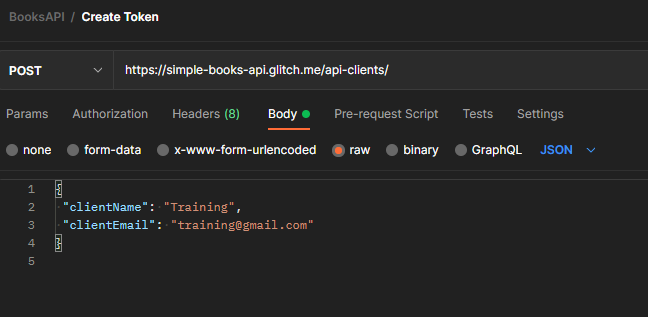 BooksAPI / Create Token
POST https://simple-books-api.glitch.me/api-clients/
Params Authorization Headers (8) Body Pre-request Script Tests Settings
none form-data x-www-form-urlencoded raw binary GraphQL JSON
1 {
2 "clientName": "Training",
3 "clientEmail": "training@gmail.com"
4 }
5